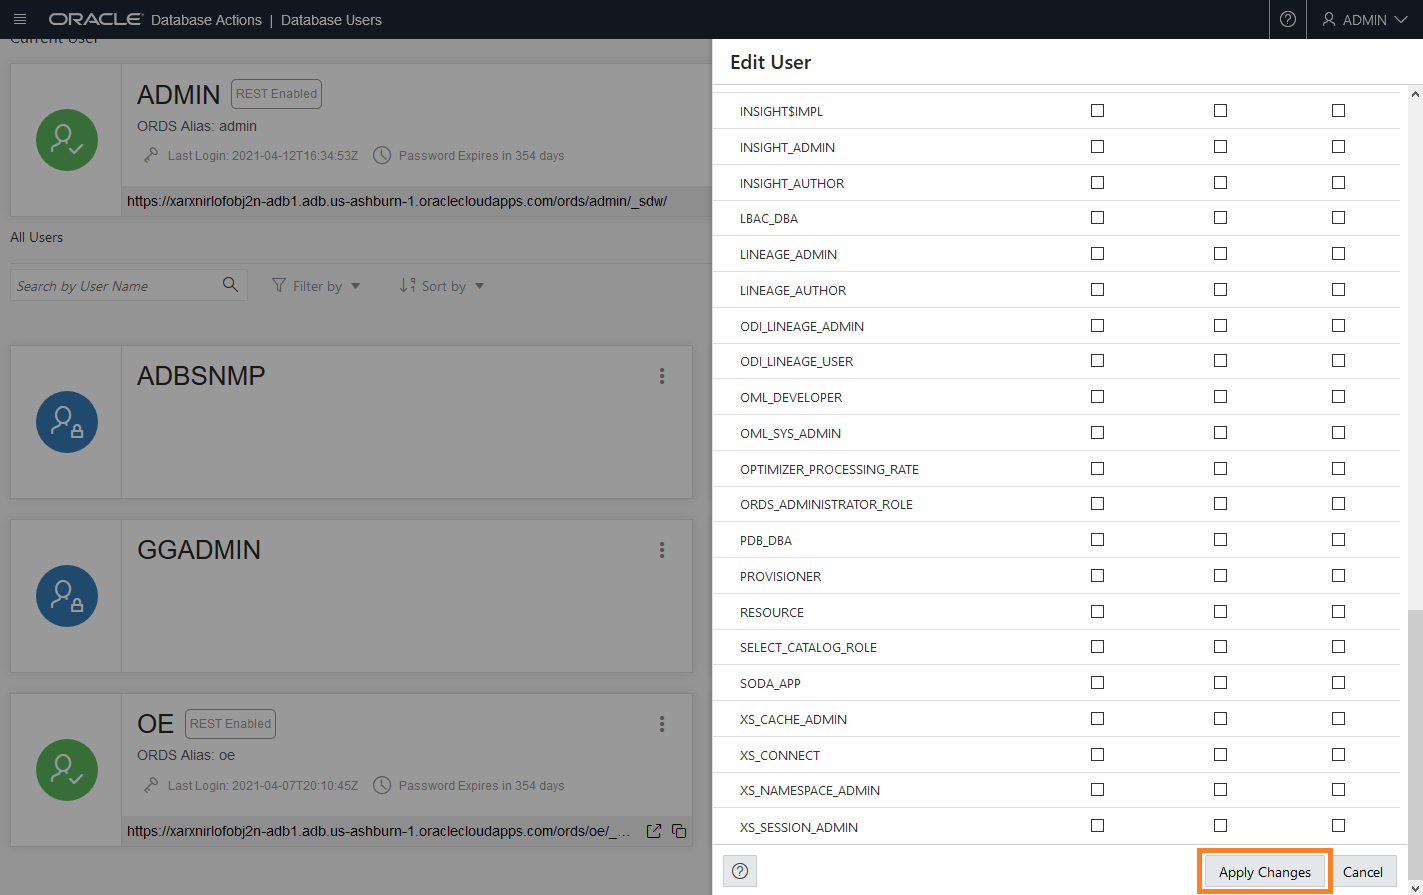 ORACLE Database Actions | Database Users
ADMIN
Current User
ADMIN REST Enabled
ORDS Alias: admin
Last Login: 2021-04-12T16:34:53Z Password Expires in 354 days
https://xarxnirlofobj2n-adb1.adb.us-ashburn-1.oraclecloudapps.com/ords/admin/_sdw/
All Users
Search by User Name Filter by Sort by
ADBSNMP
GGADMIN
OE REST Enabled
ORDS Alias: oe
Last Login: 2021-04-07T20:10:45Z Password Expires in 354 days
https://xarxnirlofobj2n-adb1.adb.us-ashburn-1.oraclecloudapps.com/ords/oe/_...
Edit User
INSIGHT$IMPL
INSIGHT_ADMIN
INSIGHT_AUTHOR
LBAC_DBA
LINEAGE_ADMIN
LINEAGE_AUTHOR
ODI_LINEAGE_ADMIN
ODI_LINEAGE_USER
OML_DEVELOPER
OML_SYS_ADMIN
OPTIMIZER_PROCESSING_RATE
ORDS_ADMINISTRATOR_ROLE
PDB_DBA
PROVISIONER
RESOURCE
SELECT_CATALOG_ROLE
SODA_APP
XS_CACHE_ADMIN
XS_CONNECT
XS_NAMESPACE_ADMIN
XS_SESSION_ADMIN
Apply Changes Cancel